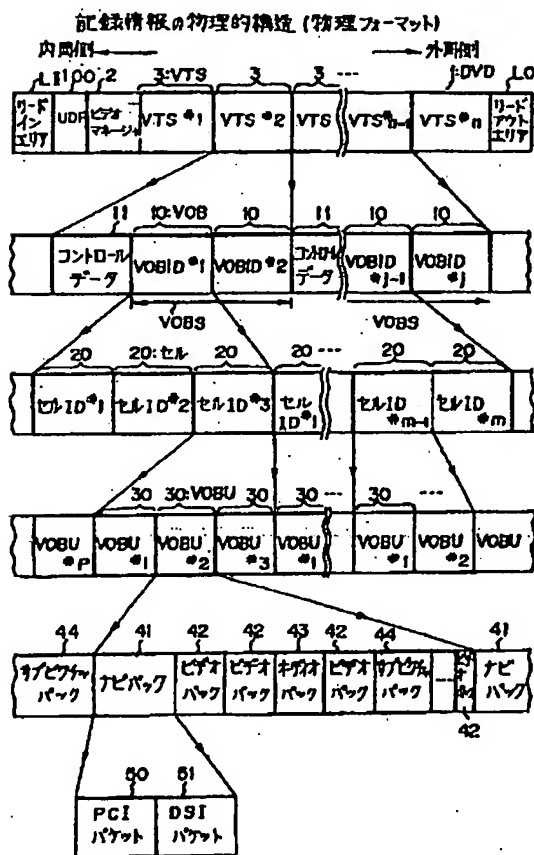 記録情報の物理的構造 (物理フォーマット)
内周側 外周側
LI 100 2 3:VTS 3 3 ... 1:DVD LO
リードインエリア UDF ビデオマネージャ VTS#1 VTS#2 VTS VTS#n-1 VTS#n リードアウトエリア
11 10:VOB 10 11 10 10
コントロールデータ VOBID#1 VOBID#2 コントロールデータ VOBID#j-1 VOBID#j
VOBS VOBS
20 20:セル 20 20 ... 20 20
セルID#1 セルID#2 セルID#3 セルID#1 セルID#m-1 セルID#m
30 30:VOBU 30 30 ... 30 ...
VOBU#P VOBU#1 VOBU#2 VOBU#3 VOBU#1 VOBU#1 VOBU#2 VOBU
44 41 42 42 43 42 44 41
サブピクチャパック ナビパック ビデオパック ビデオパック オーディオパック ビデオパック サブピクチャパック ... ナビパック
42
50 51
PCIパケット DSIパケット